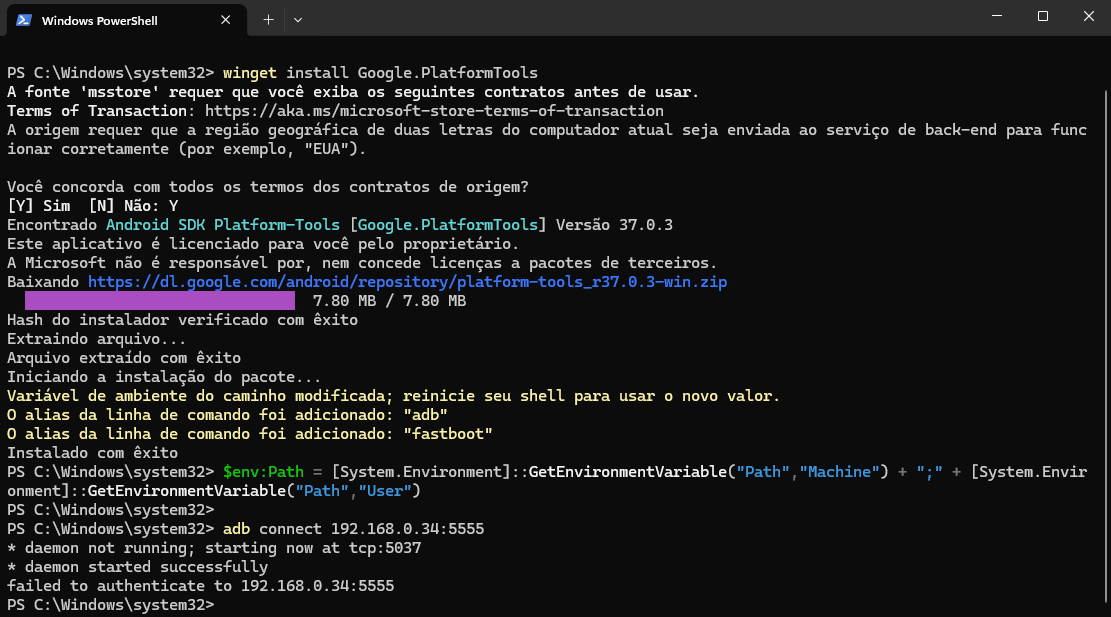 Windows PowerShell
PS C:\Windows\system32> winget install Google.PlatformTools
A fonte 'msstore' requer que você exiba os seguintes contratos antes de usar.
Terms of Transaction: https://aka.ms/microsoft-store-terms-of-transaction
A origem requer que a região geográfica de duas letras do computador atual seja enviada ao serviço de back-end para func
ionar corretamente (por exemplo, "EUA").
Você concorda com todos os termos dos contratos de origem?
[Y] Sim  [N] Não: Y
Encontrado Android SDK Platform-Tools [Google.PlatformTools] Versão 37.0.3
Este aplicativo é licenciado para você pelo proprietário.
A Microsoft não é responsável por, nem concede licenças a pacotes de terceiros.
Baixando https://dl.google.com/android/repository/platform-tools_r37.0.3-win.zip
7.80 MB / 7.80 MB
Hash do instalador verificado com êxito
Extraindo arquivo...
Arquivo extraído com êxito
Iniciando a instalação do pacote...
Variável de ambiente do caminho modificada; reinicie seu shell para usar o novo valor.
O alias da linha de comando foi adicionado: "adb"
O alias da linha de comando foi adicionado: "fastboot"
Instalado com êxito
PS C:\Windows\system32> $env:Path = [System.Environment]::GetEnvironmentVariable("Path","Machine") + ";" + [System.Envir
onment]::GetEnvironmentVariable("Path","User")
PS C:\Windows\system32>
PS C:\Windows\system32> adb connect 192.168.0.34:5555
* daemon not running; starting now at tcp:5037
* daemon started successfully
failed to authenticate to 192.168.0.34:5555
PS C:\Windows\system32>